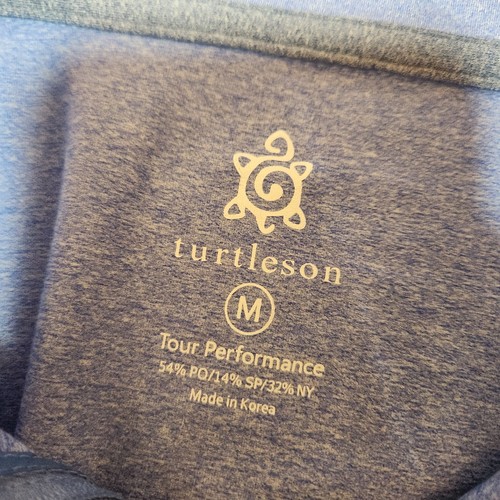 turtleson
M
Tour Performance
54% PO/14% SP/32% NY
Made in Korea